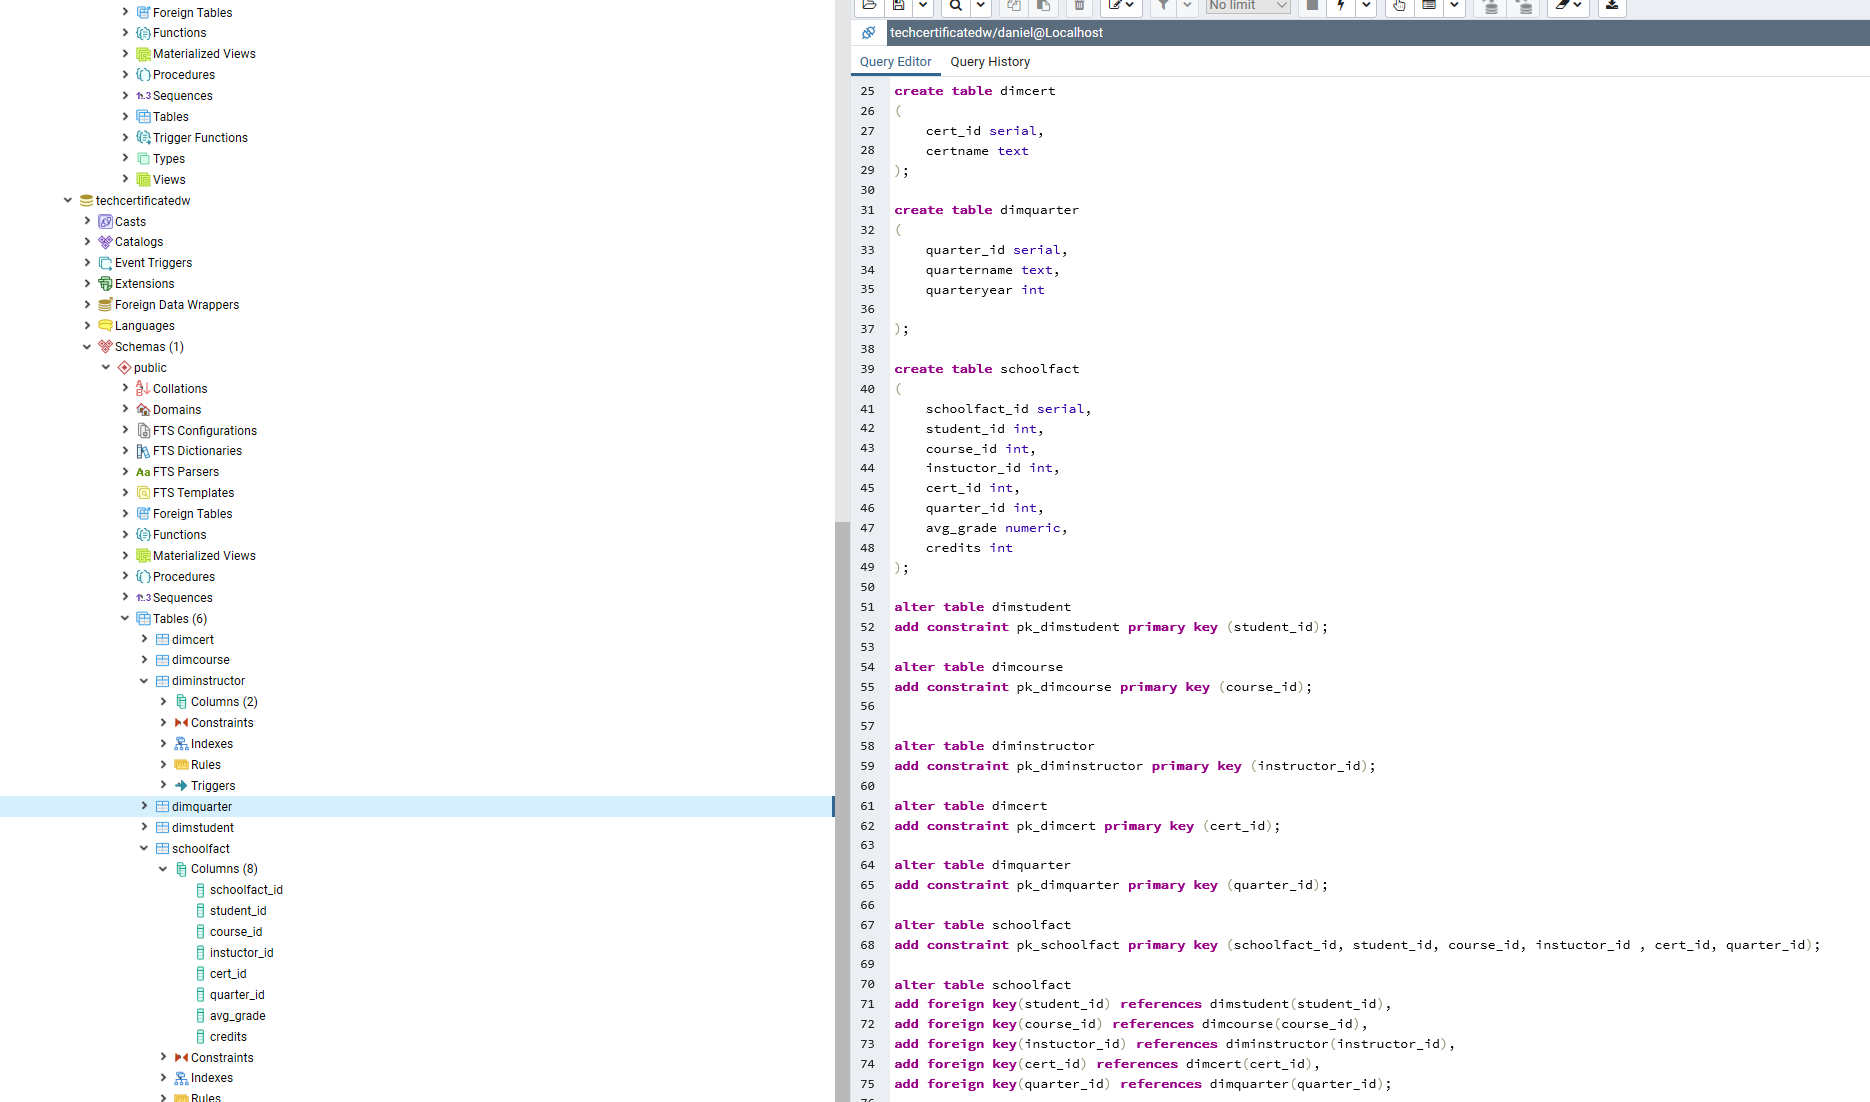 Foreign Tables
Functions
Materialized Views
Procedures
1..3 Sequences
Tables
Trigger Functions
Types
Views
techcertificatedw
Casts
Catalogs
Event Triggers
Extensions
Foreign Data Wrappers
Languages
Schemas (1)
public
Collations
Domains
FTS Configurations
FTS Dictionaries
Aa FTS Parsers
FTS Templates
Foreign Tables
Functions
Materialized Views
Procedures
1..3 Sequences
Tables (6)
dimcert
dimcourse
diminstructor
Columns (2)
Constraints
Indexes
Rules
Triggers
dimquarter
dimstudent
schoolfact
Columns (8)
schoolfact_id
student_id
course_id
instuctor_id
cert_id
quarter_id
avg_grade
credits
Constraints
Indexes
Rules
No limit
techcertificatedw/daniel@Localhost
Query Editor Query History
25 create table dimcert
26 (
27 cert_id serial,
28 certname text
29 );
30
31 create table dimquarter
32 (
33 quarter_id serial,
34 quartername text,
35 quarteryear int
36
37 );
38
39 create table schoolfact
40 (
41 schoolfact_id serial,
42 student_id int,
43 course_id int,
44 instuctor_id int,
45 cert_id int,
46 quarter_id int,
47 avg_grade numeric,
48 credits int
49 );
50
51 alter table dimstudent
52 add constraint pk_dimstudent primary key (student_id);
53
54 alter table dimcourse
55 add constraint pk_dimcourse primary key (course_id);
56
57
58 alter table diminstructor
59 add constraint pk_diminstructor primary key (instructor_id);
60
61 alter table dimcert
62 add constraint pk_dimcert primary key (cert_id);
63
64 alter table dimquarter
65 add constraint pk_dimquarter primary key (quarter_id);
66
67 alter table schoolfact
68 add constraint pk_schoolfact primary key (schoolfact_id, student_id, course_id, instuctor_id , cert_id, quarter_id);
69
70 alter table schoolfact
71 add foreign key(student_id) references dimstudent(student_id),
72 add foreign key(course_id) references dimcourse(course_id),
73 add foreign key(instuctor_id) references diminstructor(instructor_id),
74 add foreign key(cert_id) references dimcert(cert_id),
75 add foreign key(quarter_id) references dimquarter(quarter_id);